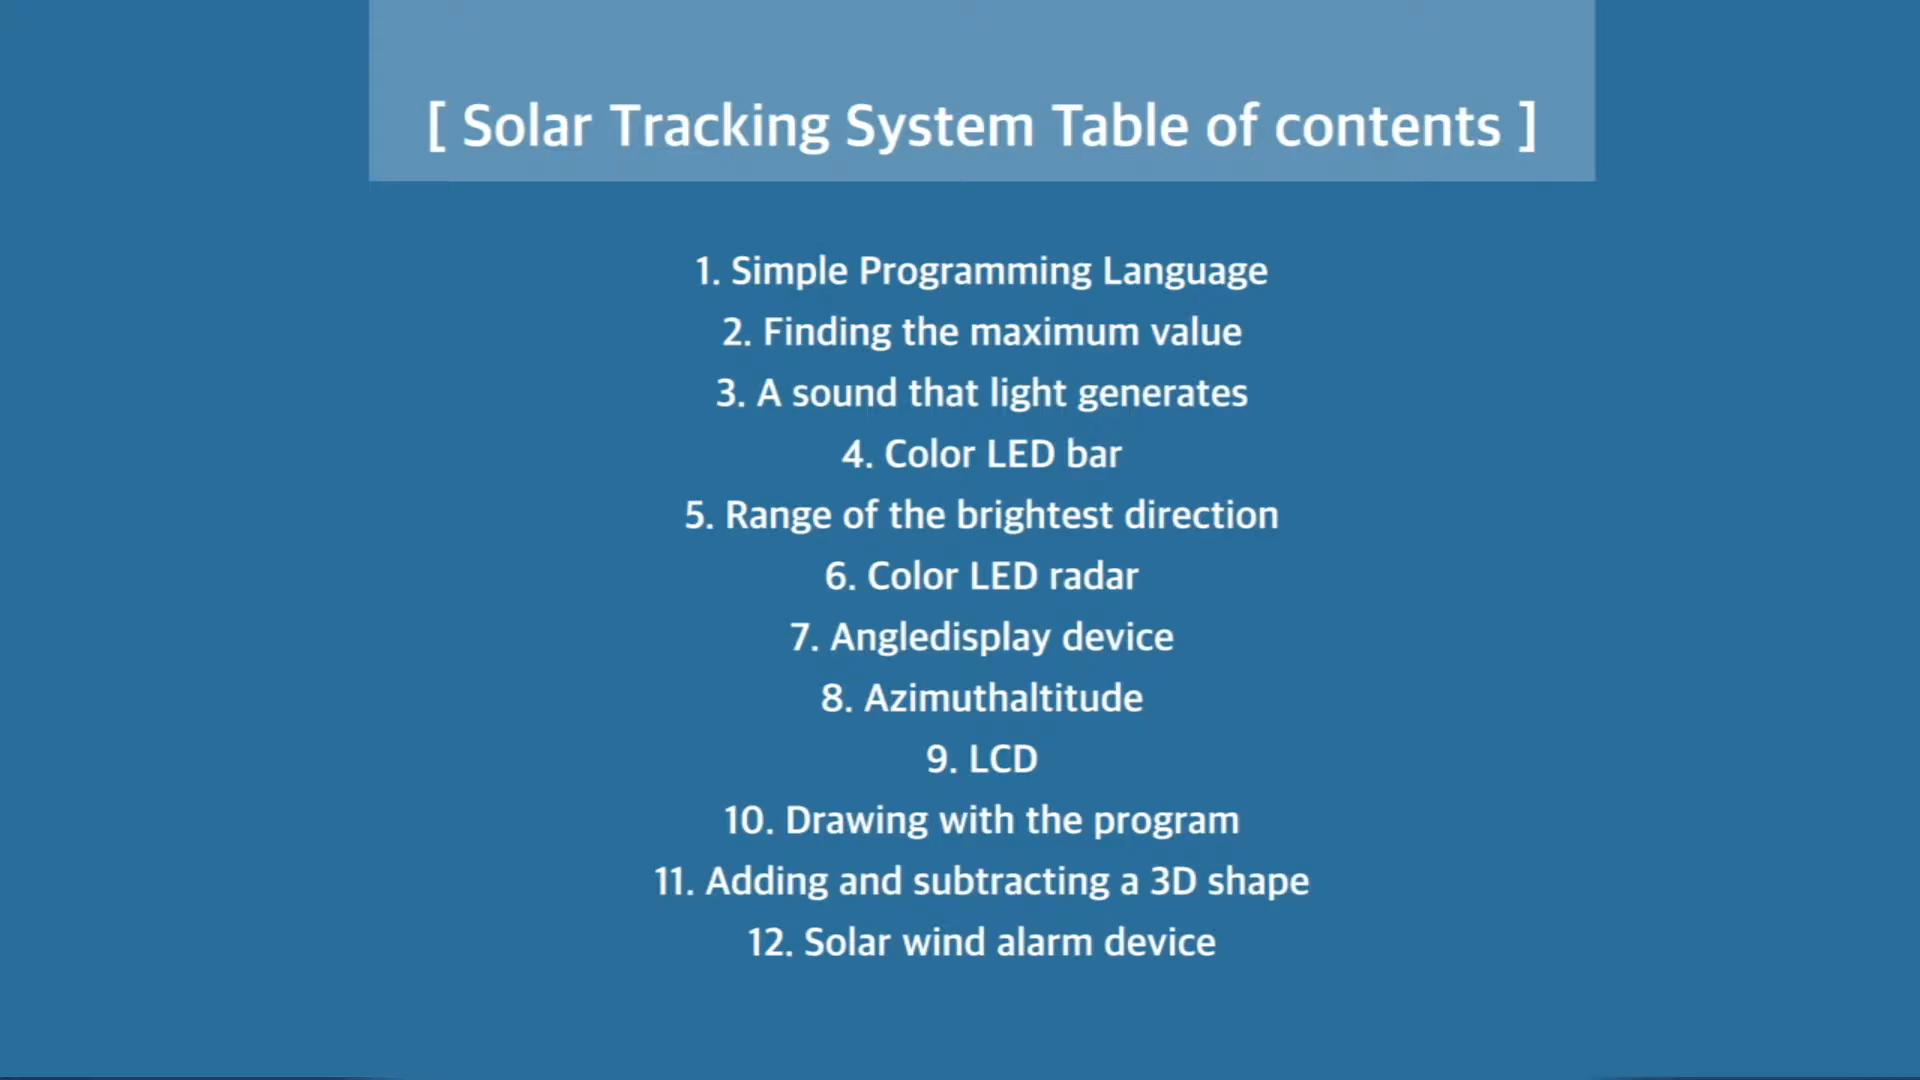 [ Solar Tracking System Table of contents ]
1. Simple Programming Language
2. Finding the maximum value
3. A sound that light generates
4. Color LED bar
5. Range of the brightest direction
6. Color LED radar
7. Angledisplay device
8. Azimuthaltitude
9. LCD
10. Drawing with the program
11. Adding and subtracting a 3D shape
12. Solar wind alarm device